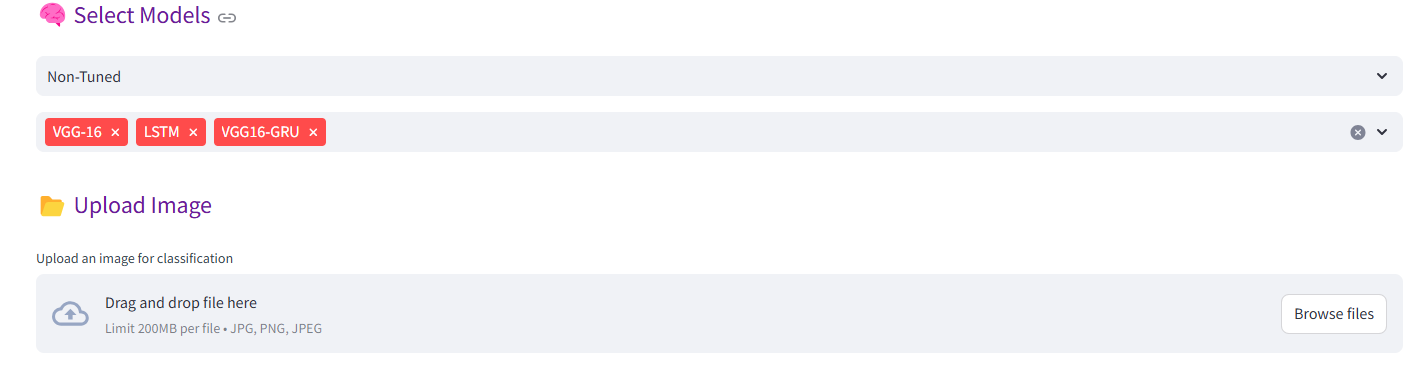 Select Models
Non-Tuned
VGG-16 × LSTM × VGG16-GRU ×
Upload Image
Upload an image for classification
Drag and drop file here
Limit 200MB per file • JPG, PNG, JPEG
Browse files